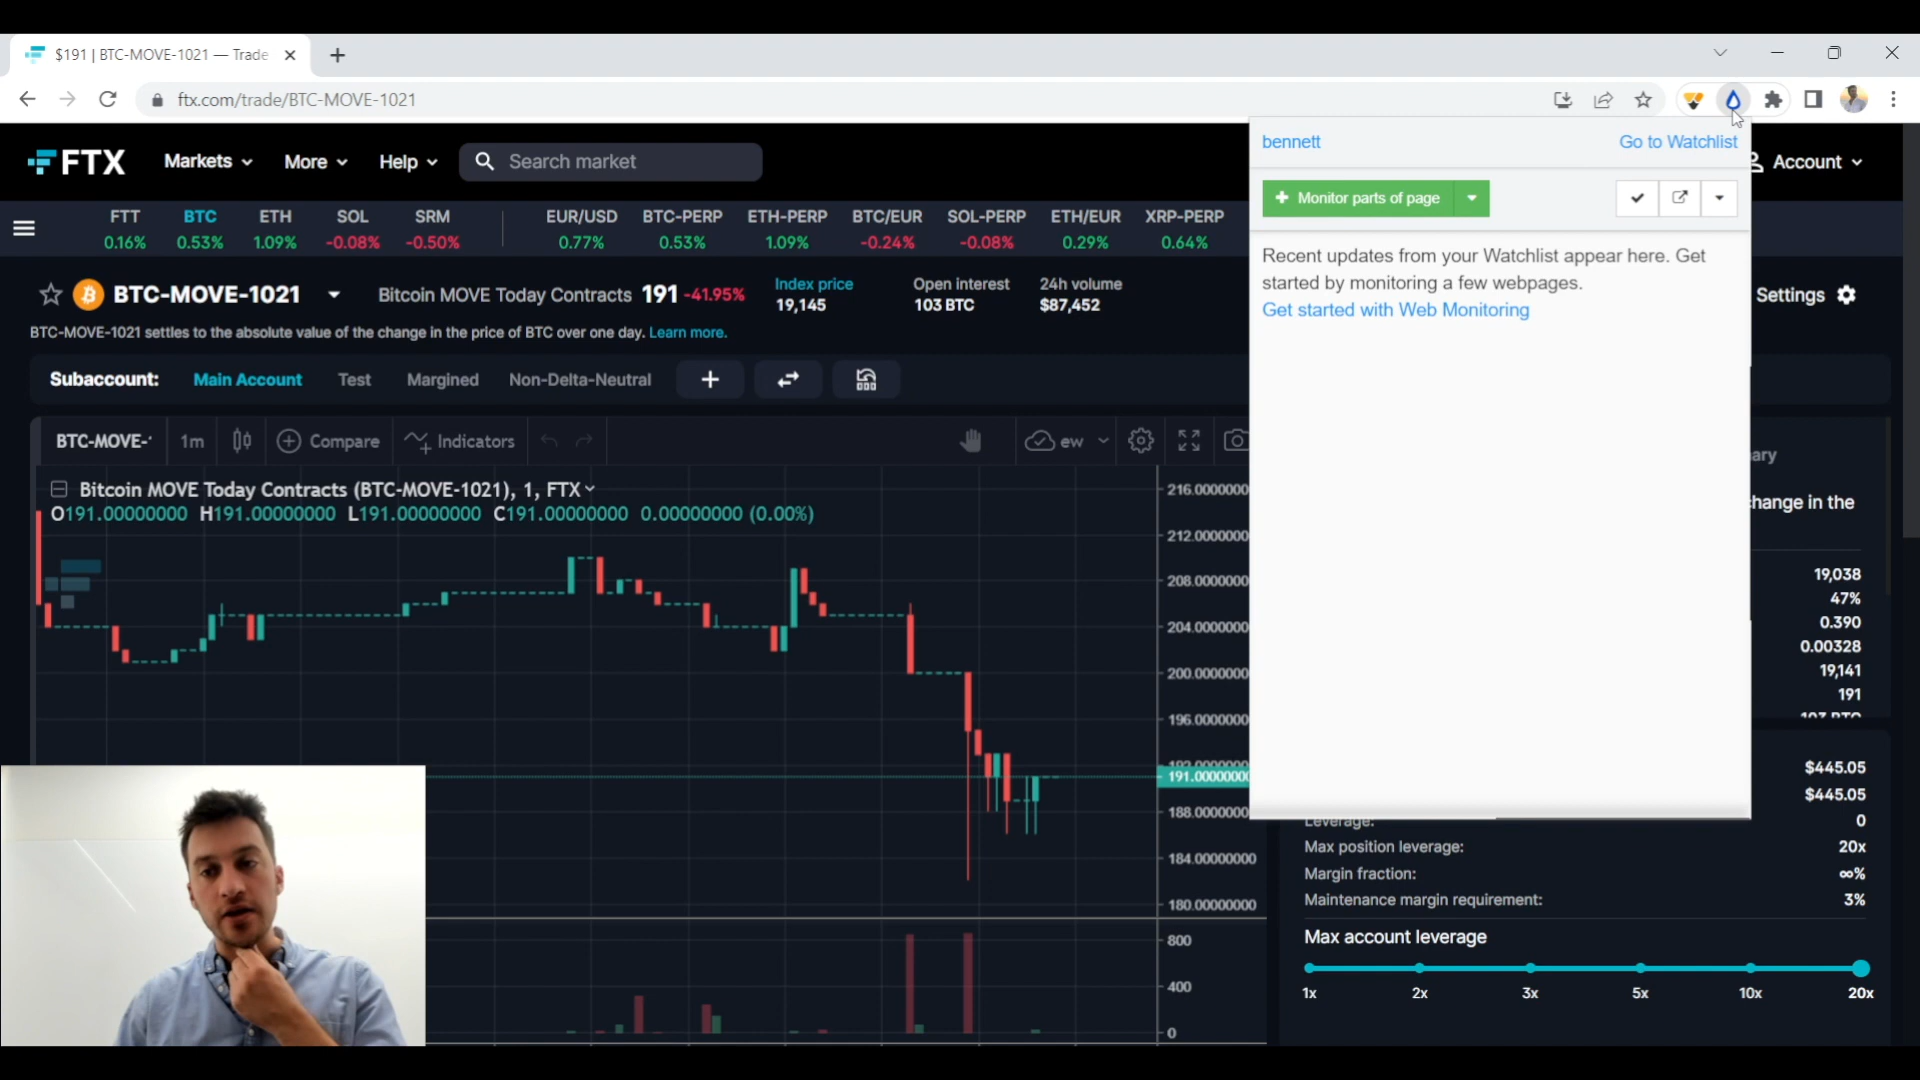 $191 | BTC-MOVE-1021 — Trade
ftx.com/trade/BTC-MOVE-1021
FTX
Markets
More
Help
Search market
Account
FTT BTC ETH SOL SRM EUR/USD BTC-PERP ETH-PERP BTC/EUR SOL-PERP ETH/EUR XRP-PERP
0.16% 0.53% 1.09% -0.08% -0.50% 0.77% 0.53% 1.09% -0.24% -0.08% 0.29% 0.64%
BTC-MOVE-1021
Bitcoin MOVE Today Contracts 191 -41.95%
Index price
19,145
Open interest
103 BTC
24h volume
$87,452
Settings
BTC-MOVE-1021 settles to the absolute value of the change in the price of BTC over one day. Learn more.
Subaccount: Main Account Test Margined Non-Delta-Neutral
BTC-MOVE-
1m
Compare
Indicators
ew
Bitcoin MOVE Today Contracts (BTC-MOVE-1021), 1, FTX
O191.00000000 H191.00000000 L191.00000000 C191.00000000 0.00000000 (0.00%)
216.0000000
212.0000000
208.0000000
204.0000000
200.0000000
196.0000000
191.0000000
188.0000000
184.00000000
180.00000000
800
400
0
bennett
Go to Watchlist
Monitor parts of page
Recent updates from your Watchlist appear here. Get
started by monitoring a few webpages.
Get started with Web Monitoring
ary
hange in the
19,038
47%
0.390
0.00328
19,141
191
103 BTC
$445.05
$445.05
Leverage: 0
Max position leverage: 20x
Margin fraction: ∞%
Maintenance margin requirement: 3%
Max account leverage
1x 2x 3x 5x 10x 20x